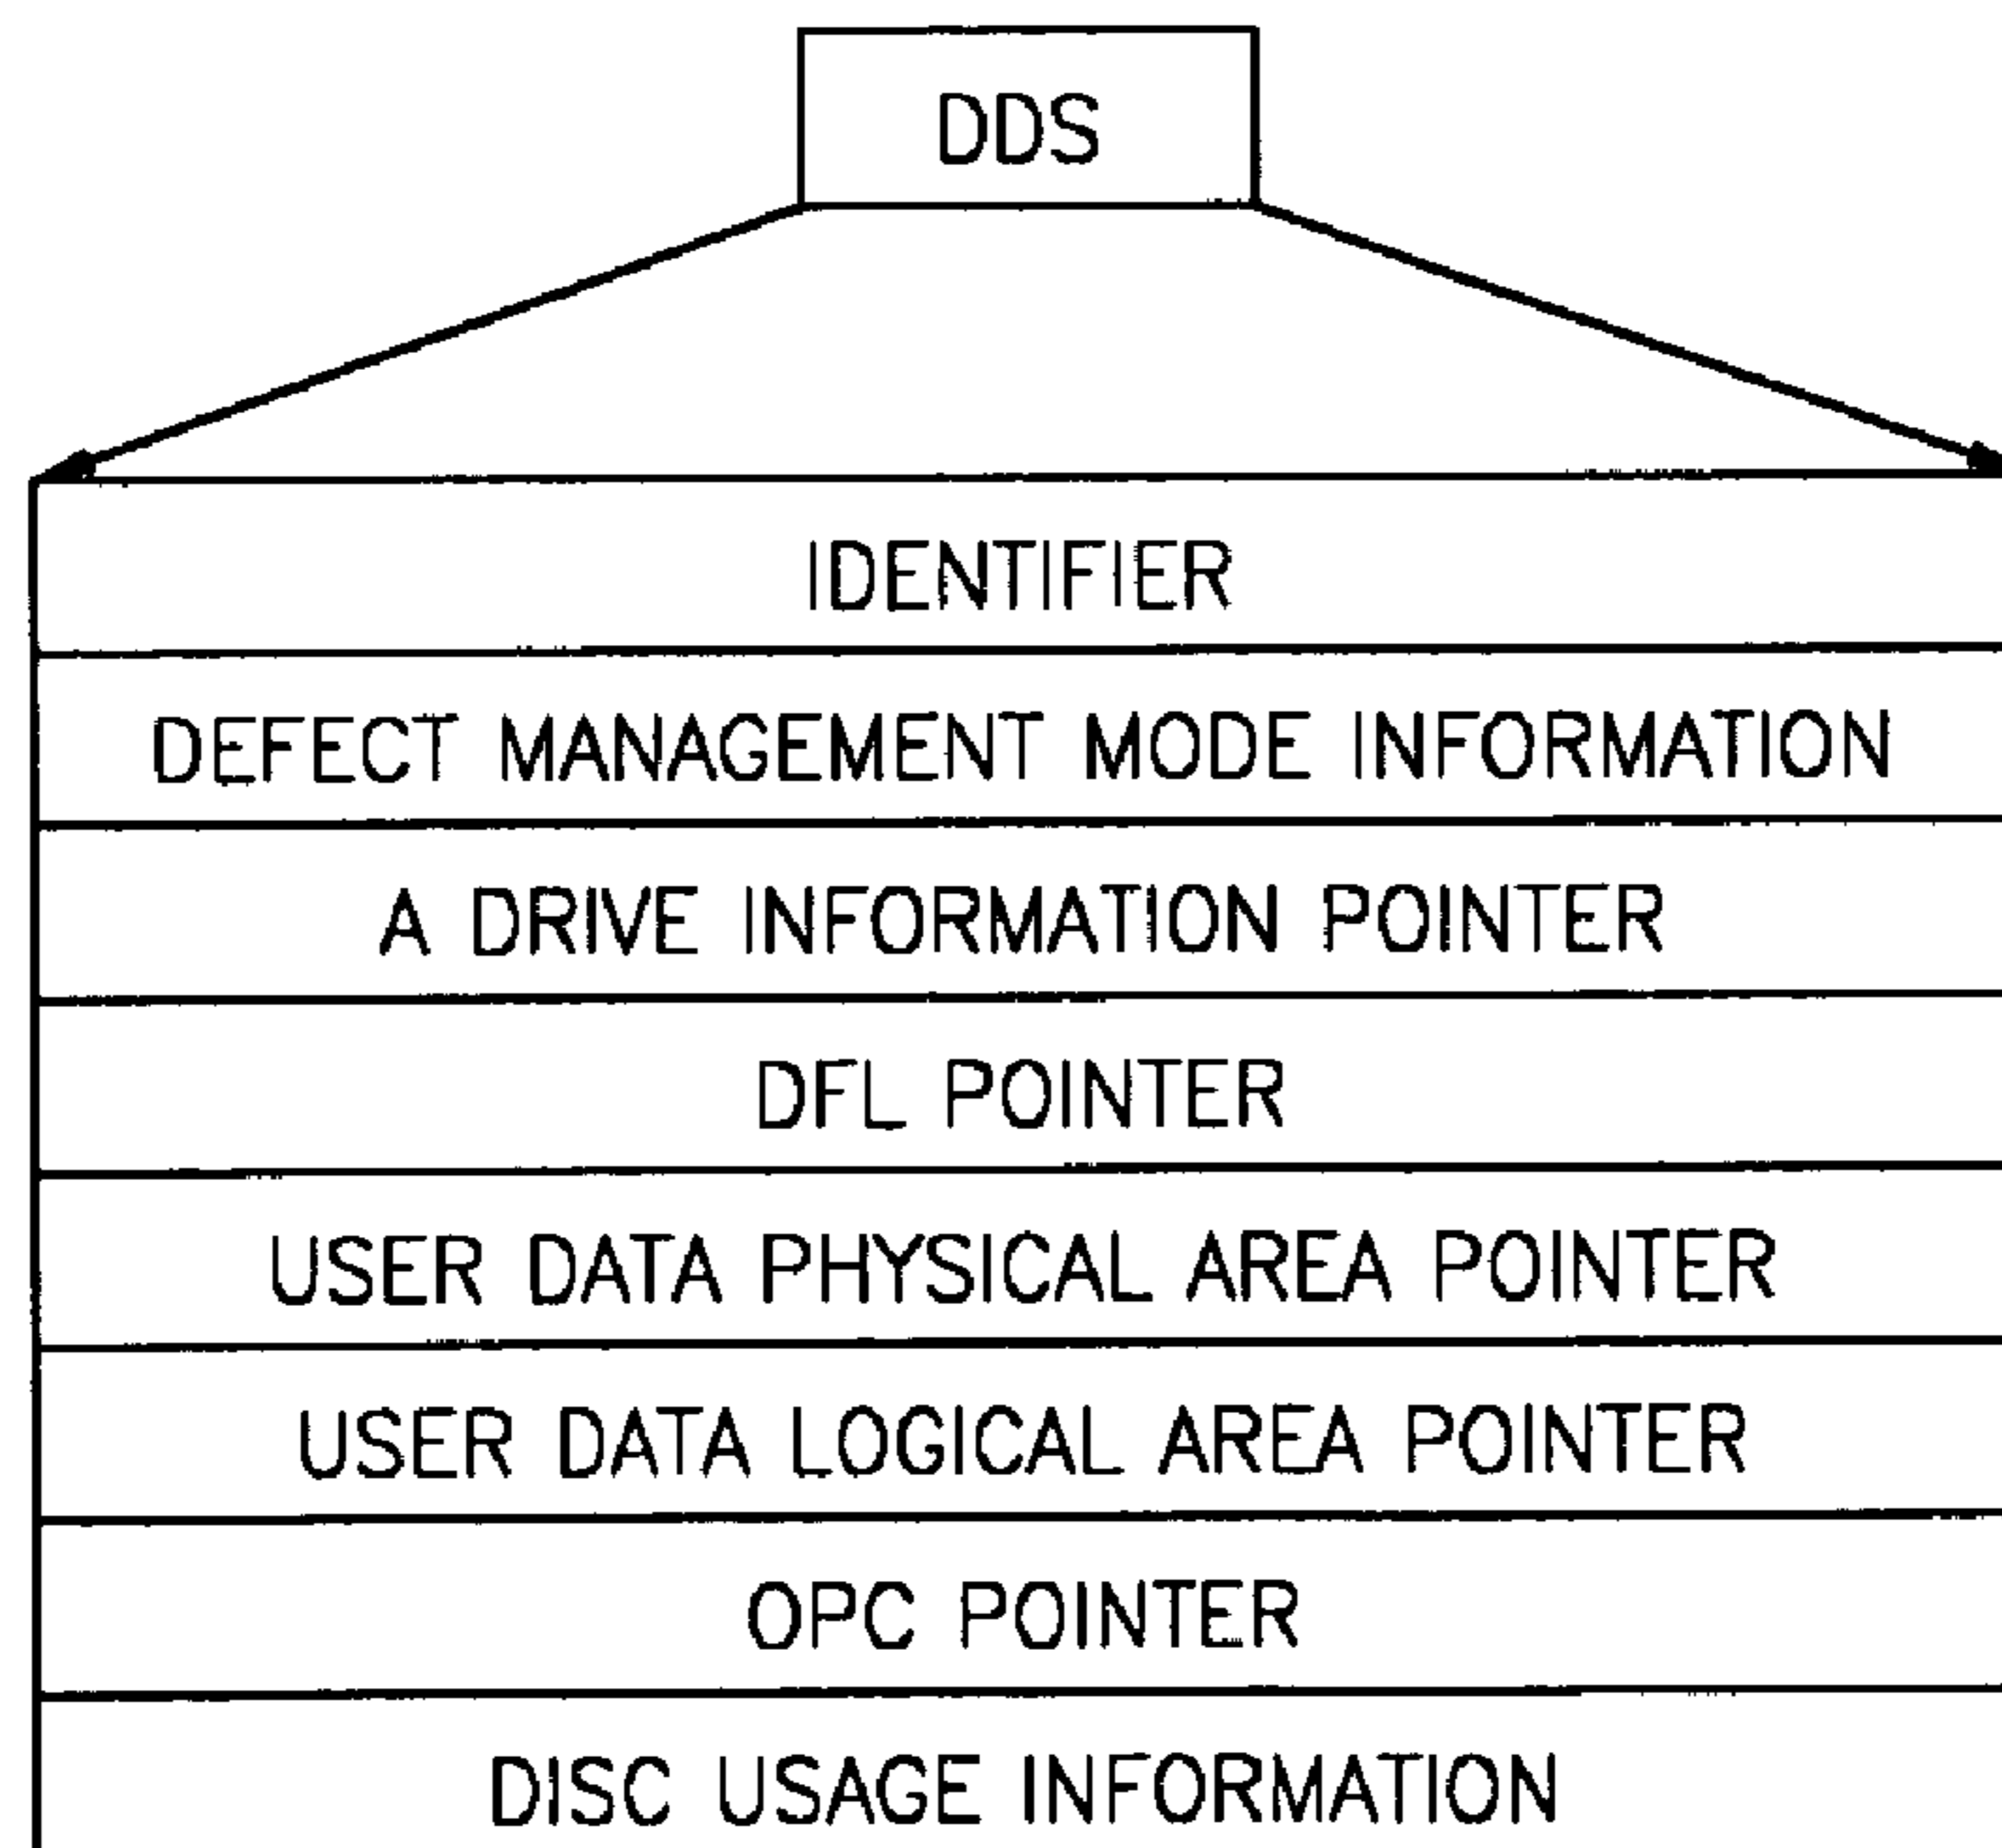 DDS
IDENTIFIER
DEFECT MANAGEMENT MODE INFORMATION
A DRIVE INFORMATION POINTER
DFL POINTER
USER DATA PHYSICAL AREA POINTER
USER DATA LOGICAL AREA POINTER
OPC POINTER
DISC USAGE INFORMATION